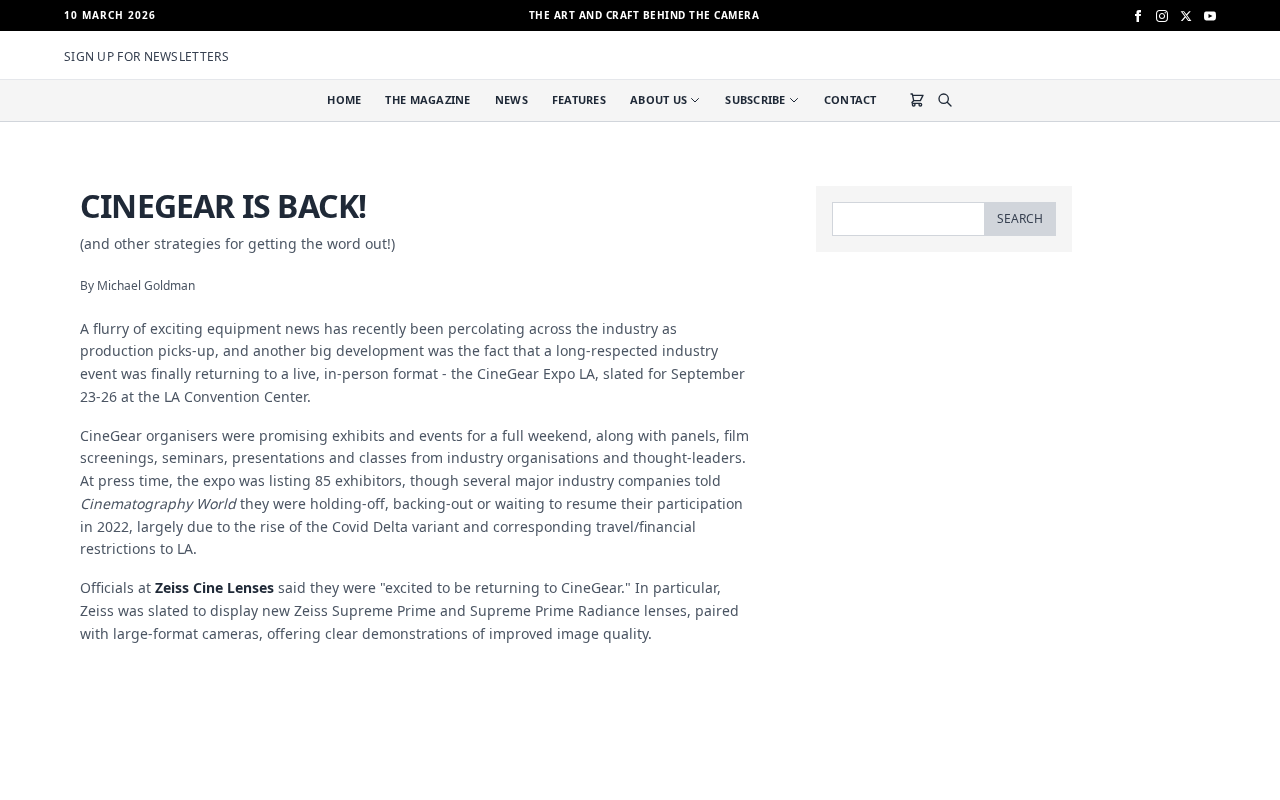 10 MARCH 2026
THE ART AND CRAFT BEHIND THE CAMERA
SIGN UP FOR NEWSLETTERS
HOME THE MAGAZINE NEWS FEATURES ABOUT US SUBSCRIBE CONTACT
CINEGEAR IS BACK!
(and other strategies for getting the word out!)
By Michael Goldman
A flurry of exciting equipment news has recently been percolating across the industry as
production picks-up, and another big development was the fact that a long-respected industry
event was finally returning to a live, in-person format - the CineGear Expo LA, slated for September
23-26 at the LA Convention Center.
CineGear organisers were promising exhibits and events for a full weekend, along with panels, film
screenings, seminars, presentations and classes from industry organisations and thought-leaders.
At press time, the expo was listing 85 exhibitors, though several major industry companies told
Cinematography World they were holding-off, backing-out or waiting to resume their participation
in 2022, largely due to the rise of the Covid Delta variant and corresponding travel/financial
restrictions to LA.
Officials at Zeiss Cine Lenses said they were "excited to be returning to CineGear." In particular,
Zeiss was slated to display new Zeiss Supreme Prime and Supreme Prime Radiance lenses, paired
with large-format cameras, offering clear demonstrations of improved image quality.
SEARCH